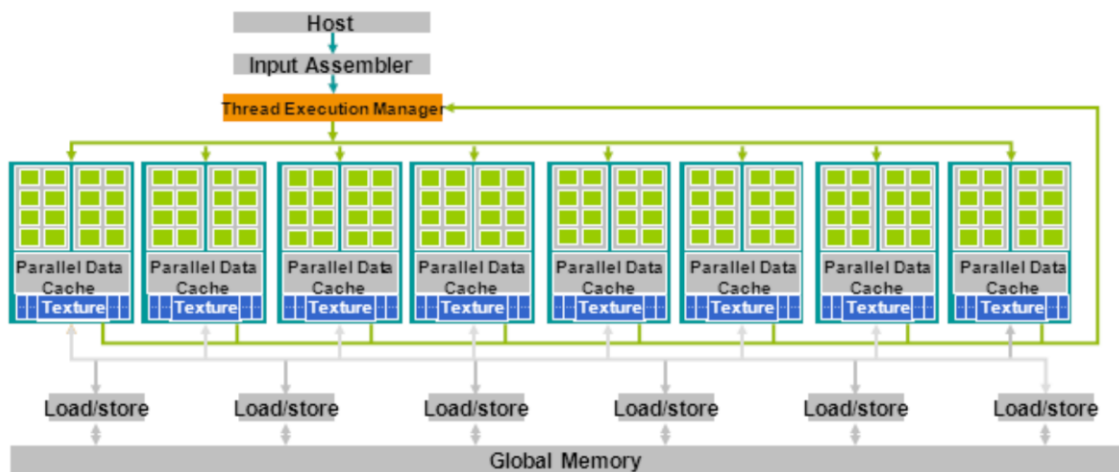 Host
Input Assembler
Thread Execution Manager
Parallel Data Cache
Texture
Parallel Data Cache
Texture
Parallel Data Cache
Texture
Parallel Data Cache
Texture
Parallel Data Cache
Texture
Parallel Data Cache
Texture
Parallel Data Cache
Texture
Parallel Data Cache
Texture
Load/store
Load/store
Load/store
Load/store
Load/store
Load/store
Global Memory